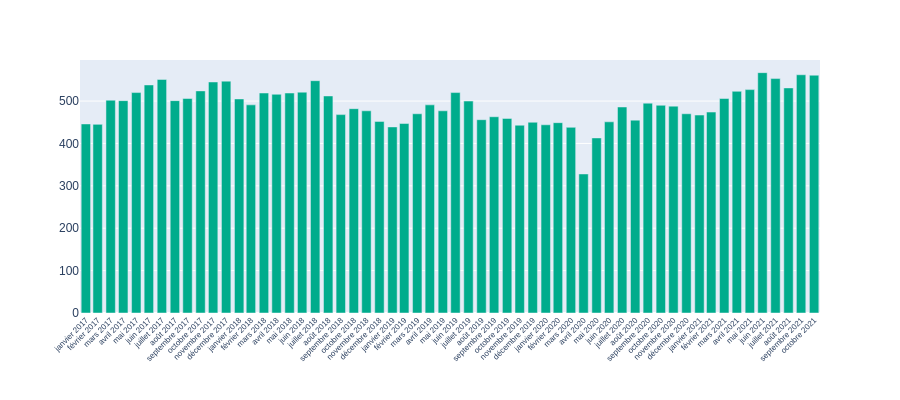 500
400
300
200
100
0
janvier 2017
février 2017
mars 2017
avril 2017
mai 2017
juin 2017
juillet 2017
août 2017
septembre 2017
octobre 2017
novembre 2017
décembre 2017
janvier 2018
février 2018
mars 2018
avril 2018
mai 2018
juin 2018
juillet 2018
août 2018
septembre 2018
octobre 2018
novembre 2018
décembre 2018
janvier 2019
février 2019
mars 2019
avril 2019
mai 2019
juin 2019
juillet 2019
août 2019
septembre 2019
octobre 2019
novembre 2019
décembre 2019
janvier 2020
février 2020
mars 2020
avril 2020
mai 2020
juin 2020
juillet 2020
août 2020
septembre 2020
octobre 2020
novembre 2020
décembre 2020
janvier 2021
février 2021
mars 2021
avril 2021
mai 2021
juin 2021
juillet 2021
août 2021
septembre 2021
octobre 2021